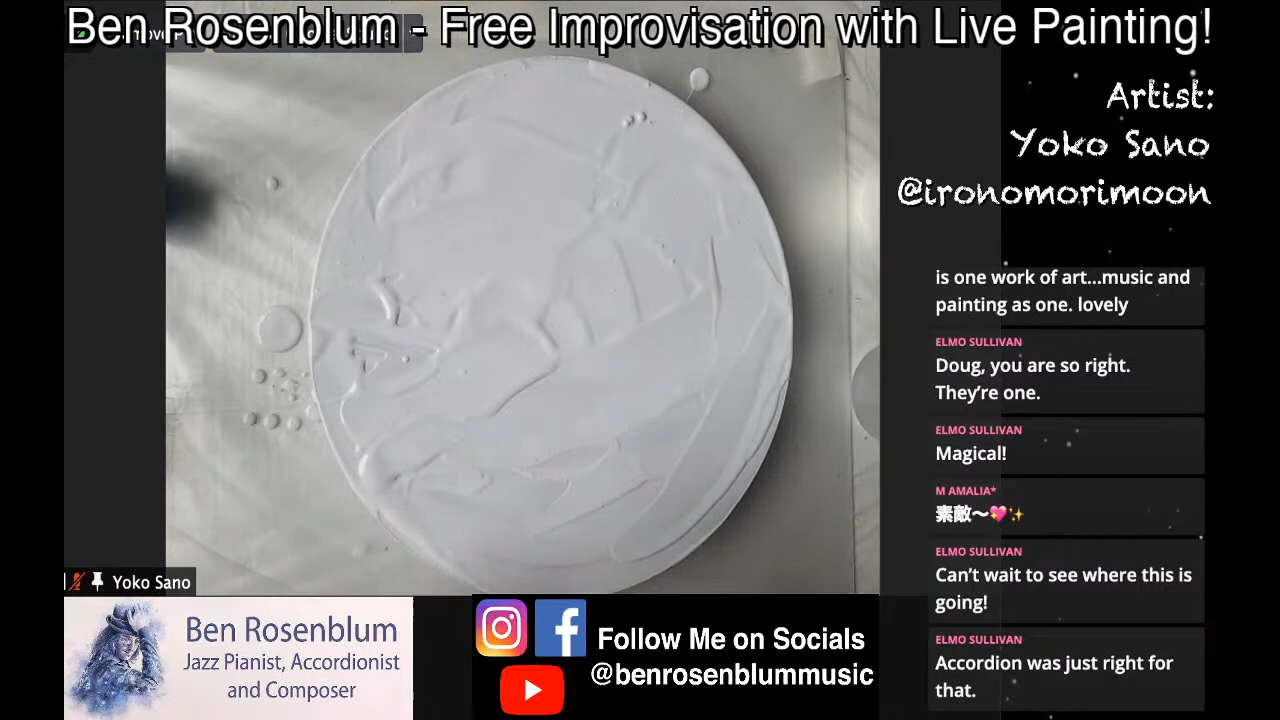 Ben Rosenblum - Free Improvisation with Live Painting!
Artist:
Yoko Sano
@ironomorimoon
is one work of art...music and
painting as one. lovely
ELMO SULLIVAN
Doug, you are so right.
They’re one.
ELMO SULLIVAN
Magical!
M AMALIA*
素敵〜💖✨
ELMO SULLIVAN
Can’t wait to see where this is
going!
ELMO SULLIVAN
Accordion was just right for
that.
Yoko Sano
Ben Rosenblum
Jazz Pianist, Accordionist
and Composer
Follow Me on Socials
@benrosenblummusic